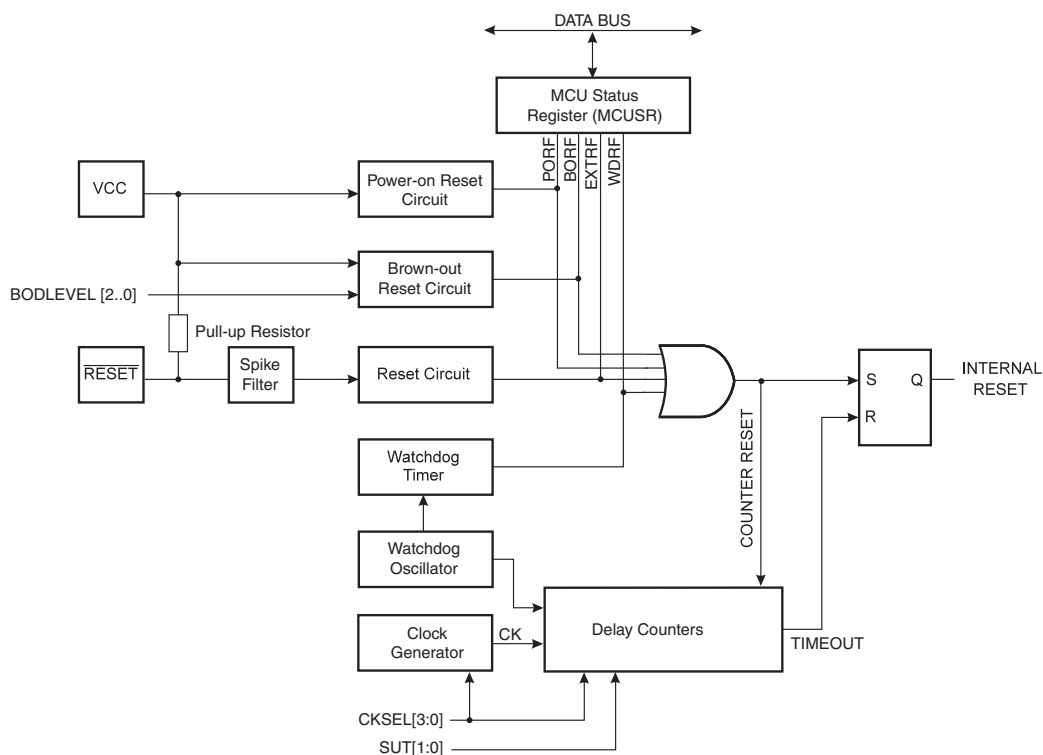 DATA BUS
MCU Status
Register (MCUSR)
PORF
BORF
EXTRF
WDRF
VCC
Power-on Reset
Circuit
Brown-out
Reset Circuit
BODLEVEL [2..0]
Pull-up Resistor
RESET
Spike
Filter
Reset Circuit
S
Q
R
INTERNAL
RESET
Watchdog
Timer
COUNTER RESET
Watchdog
Oscillator
Clock
Generator
CK
Delay Counters
TIMEOUT
CKSEL[3:0]
SUT[1:0]